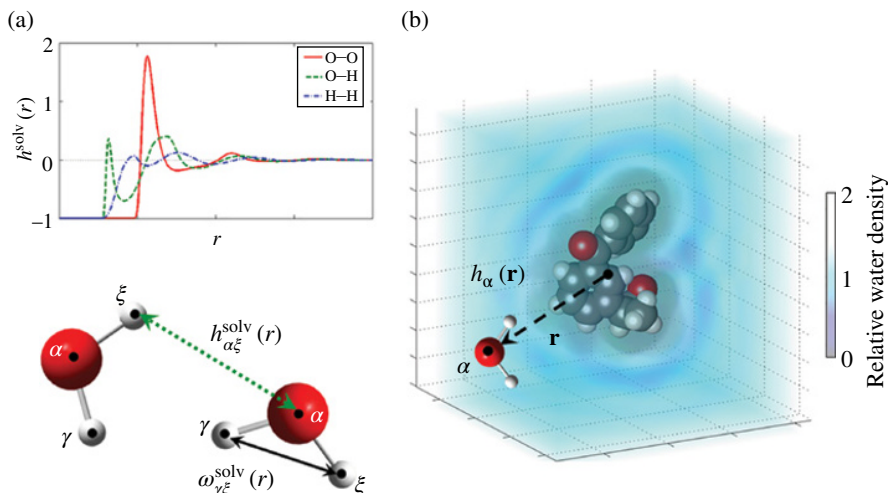 (a)
2
1
0
−1
h^solv (r)
r
O–O
O–H
H–H
ξ
α
γ
h^solv_αξ (r)
α
γ
ξ
ω^solv_γξ (r)
(b)
h_α (r)
r
α
2
1
0
Relative water density